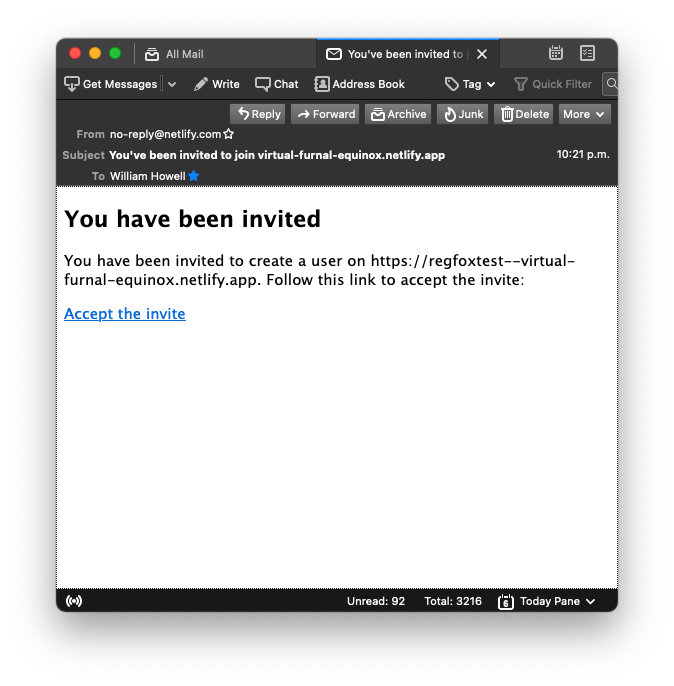 All Mail
You've been invited to j
Get Messages
Write
Chat
Address Book
Tag
Quick Filter
Reply
Forward
Archive
Junk
Delete
More
From no-reply@netlify.com
Subject You've been invited to join virtual-furnal-equinox.netlify.app 10:21 p.m.
To William Howell
You have been invited
You have been invited to create a user on https://regfoxtest--virtual-
furnal-equinox.netlify.app. Follow this link to accept the invite:
Accept the invite
Unread: 92 Total: 3216 6 Today Pane